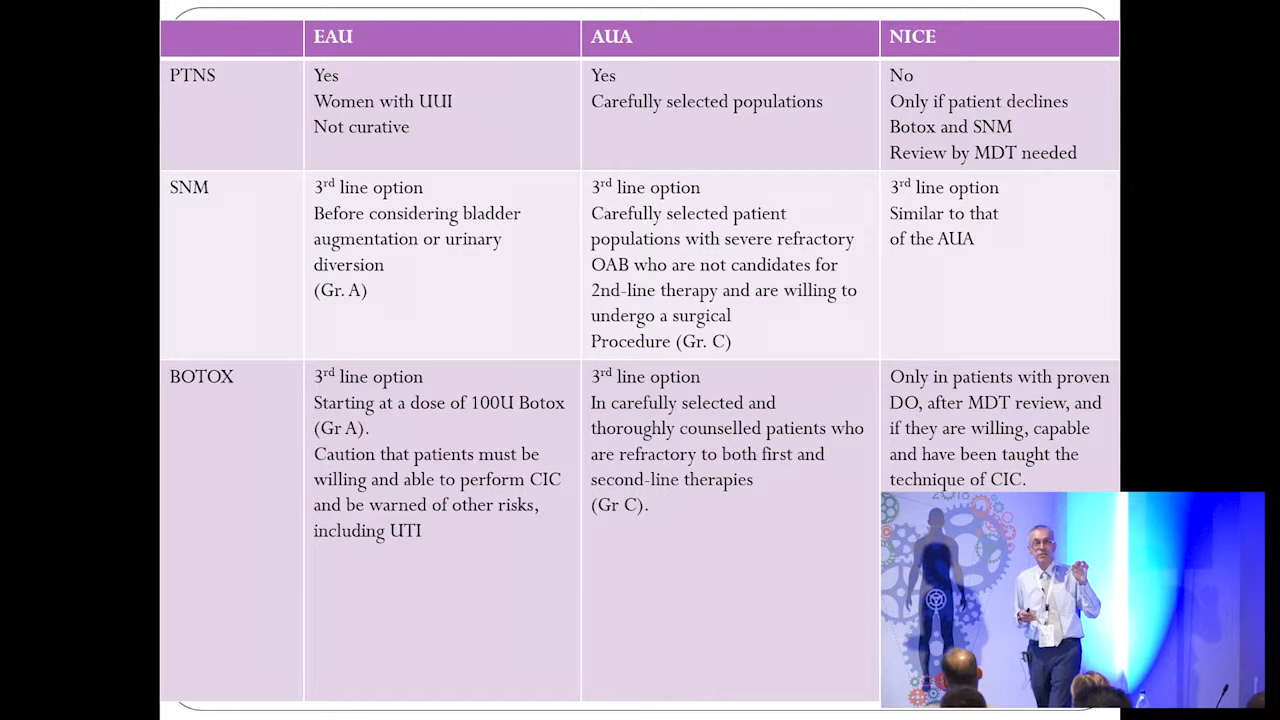 EAU
AUA
NICE
PTNS
Yes
Women with UUI
Not curative
Yes
Carefully selected populations
No
Only if patient declines
Botox and SNM
Review by MDT needed
SNM
3rd line option
Before considering bladder
augmentation or urinary
diversion
(Gr. A)
3rd line option
Carefully selected patient
populations with severe refractory
OAB who are not candidates for
2nd-line therapy and are willing to
undergo a surgical
Procedure (Gr. C)
3rd line option
Similar to that
of the AUA
BOTOX
3rd line option
Starting at a dose of 100U Botox
(Gr A).
Caution that patients must be
willing and able to perform CIC
and be warned of other risks,
including UTI
3rd line option
In carefully selected and
thoroughly counselled patients who
are refractory to both first and
second-line therapies
(Gr C).
Only in patients with proven
DO, after MDT review, and
if they are willing, capable
and have been taught the
technique of CIC.